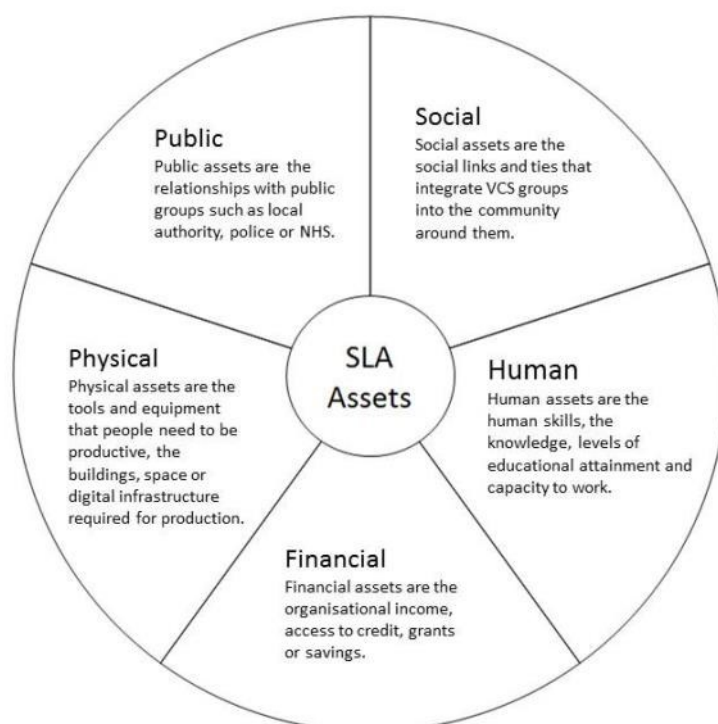 Public
Public assets are the
relationships with public
groups such as local
authority, police or NHS.
Social
Social assets are the
social links and ties that
integrate VCS groups
into the community
around them.
Physical
Physical assets are the
tools and equipment
that people need to be
productive, the
buildings, space or
digital infrastructure
required for production.
SLA
Assets
Human
Human assets are the
human skills, the
knowledge, levels of
educational attainment and
capacity to work.
Financial
Financial assets are the
organisational income,
access to credit, grants
or savings.